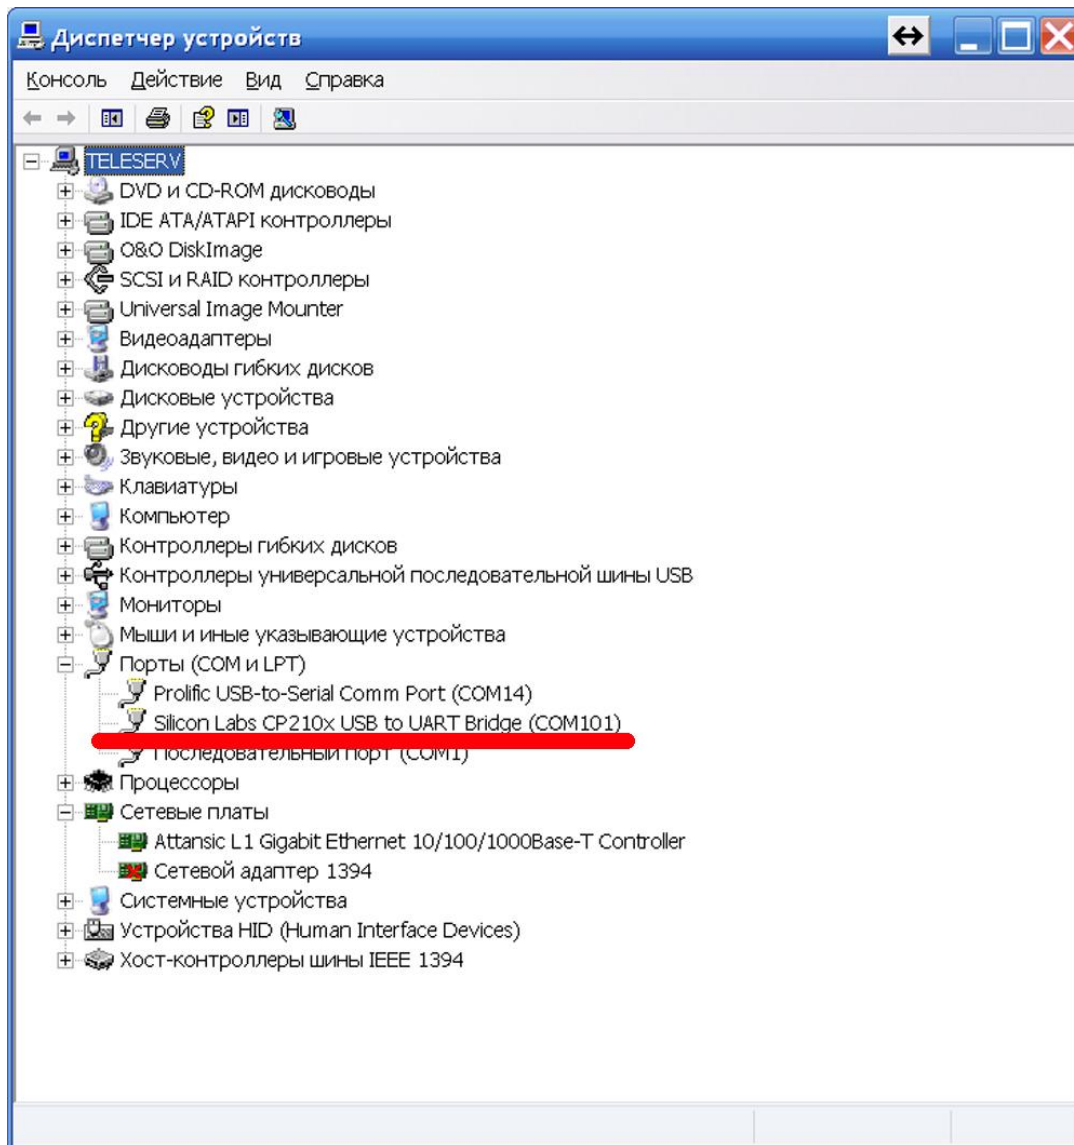 Диспетчер устройств
Консоль Действие Вид Справка
TELESERV
DVD и CD-ROM дисководы
IDE ATA/ATAPI контроллеры
O&O DiskImage
SCSI и RAID контроллеры
Universal Image Mounter
Видеоадаптеры
Дисководы гибких дисков
Дисковые устройства
Другие устройства
Звуковые, видео и игровые устройства
Клавиатуры
Компьютер
Контроллеры гибких дисков
Контроллеры универсальной последовательной шины USB
Мониторы
Мыши и иные указывающие устройства
Порты (COM и LPT)
Prolific USB-to-Serial Comm Port (COM14)
Silicon Labs CP210x USB to UART Bridge (COM101)
Последовательный порт (COM1)
Процессоры
Сетевые платы
Attansic L1 Gigabit Ethernet 10/100/1000Base-T Controller
Сетевой адаптер 1394
Системные устройства
Устройства HID (Human Interface Devices)
Хост-контроллеры шины IEEE 1394